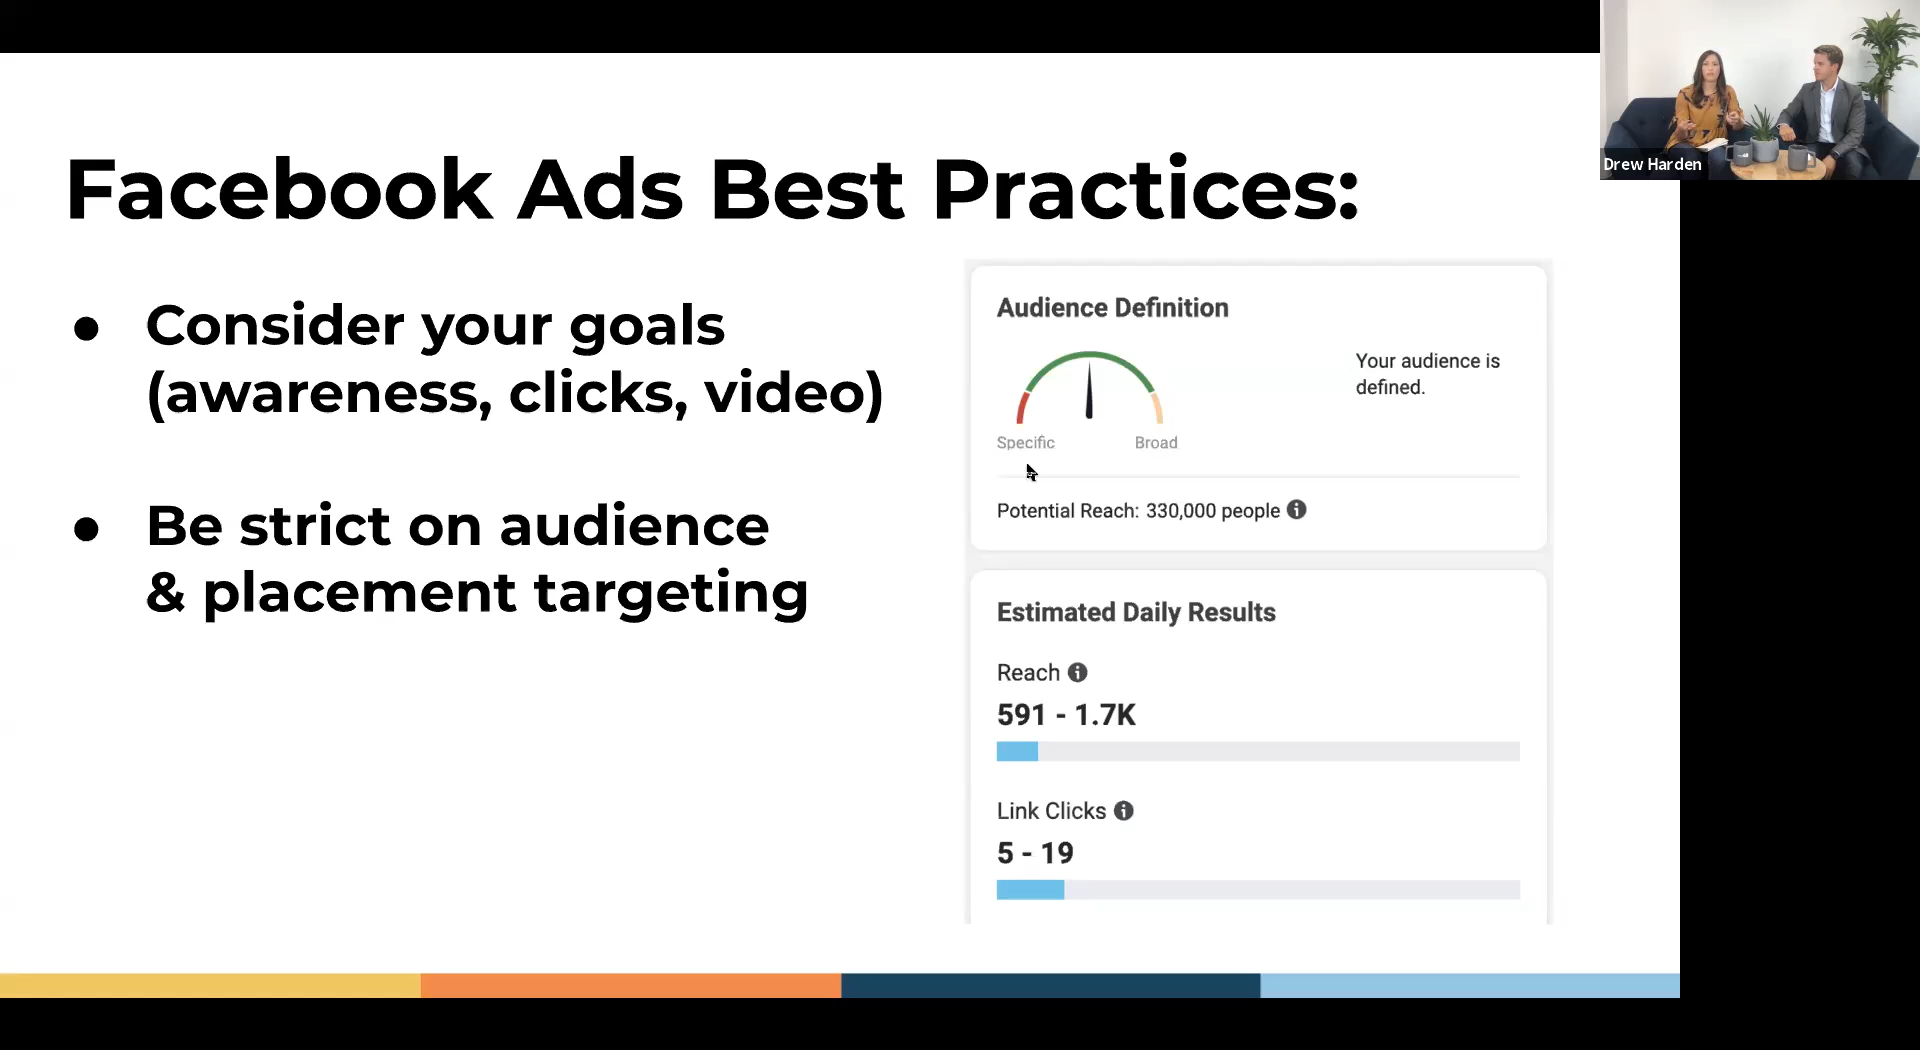 Drew Harden
Facebook Ads Best Practices:
● Consider your goals
(awareness, clicks, video)
● Be strict on audience
& placement targeting
Audience Definition
Your audience is
defined.
Specific
Broad
Potential Reach: 330,000 people
Estimated Daily Results
Reach
591 - 1.7K
Link Clicks
5 - 19